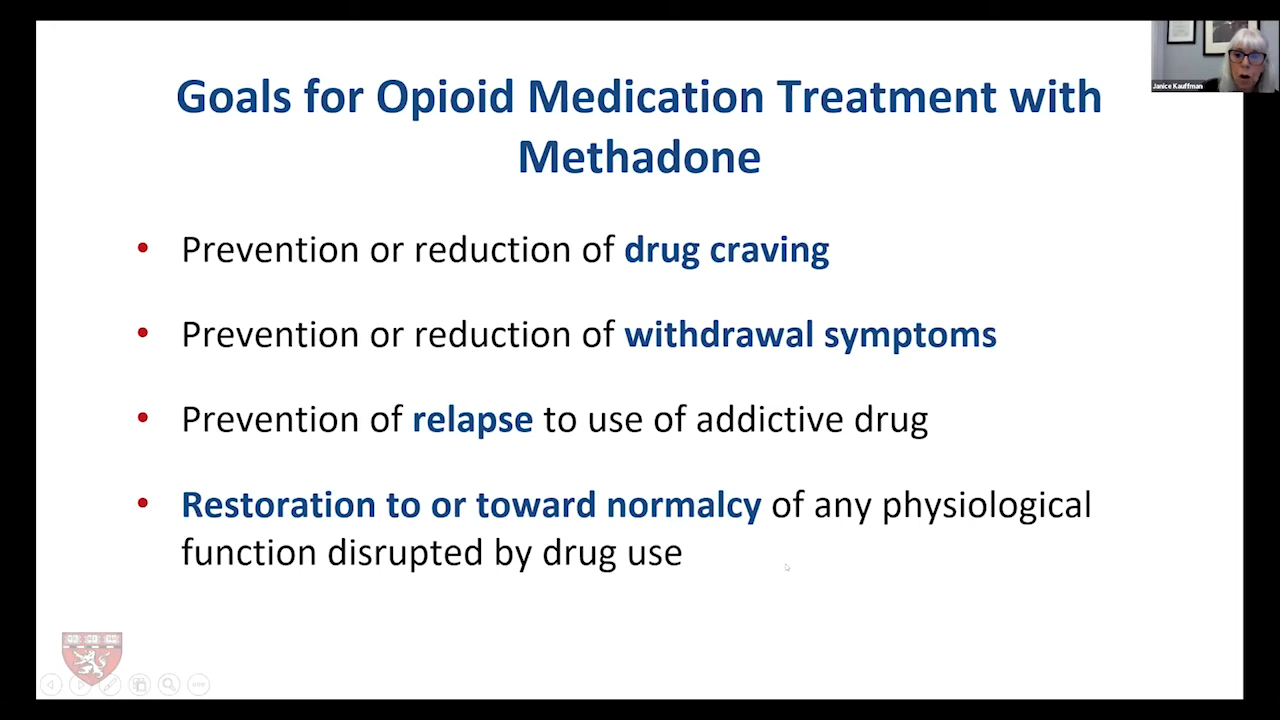 Janice Kauffman
Goals for Opioid Medication Treatment with
Methadone
• Prevention or reduction of drug craving
• Prevention or reduction of withdrawal symptoms
• Prevention of relapse to use of addictive drug
• Restoration to or toward normalcy of any physiological
function disrupted by drug use